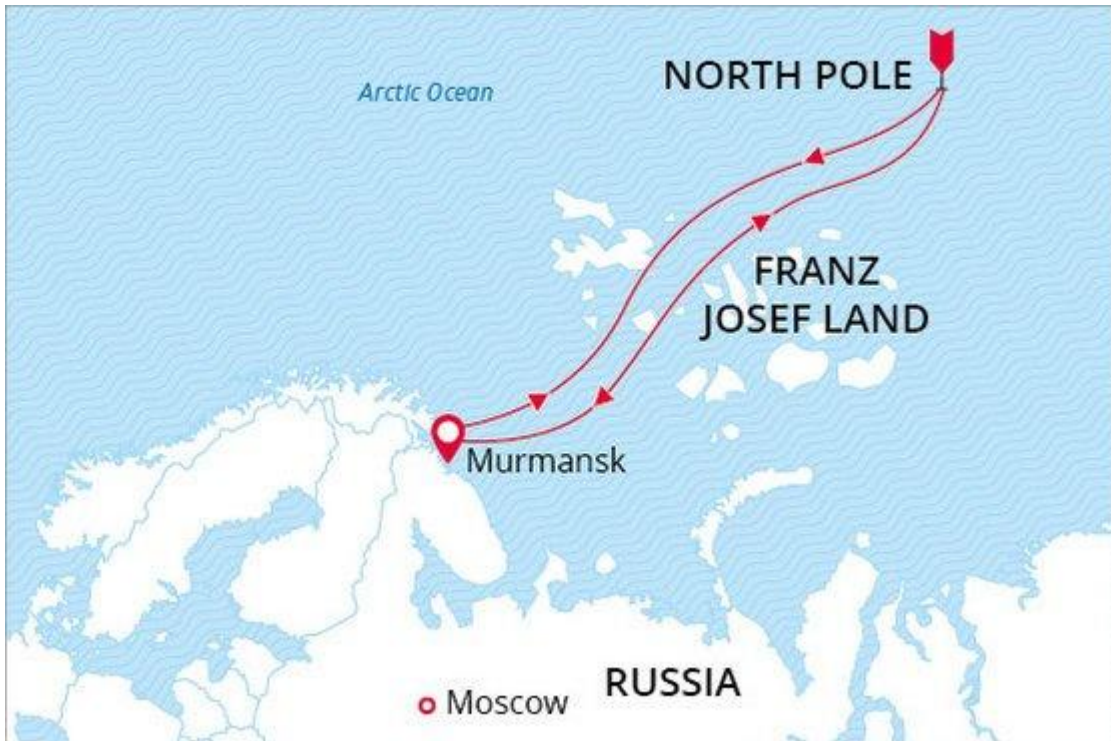 NORTH POLE
Arctic Ocean
FRANZ
JOSEF LAND
Murmansk
RUSSIA
Moscow